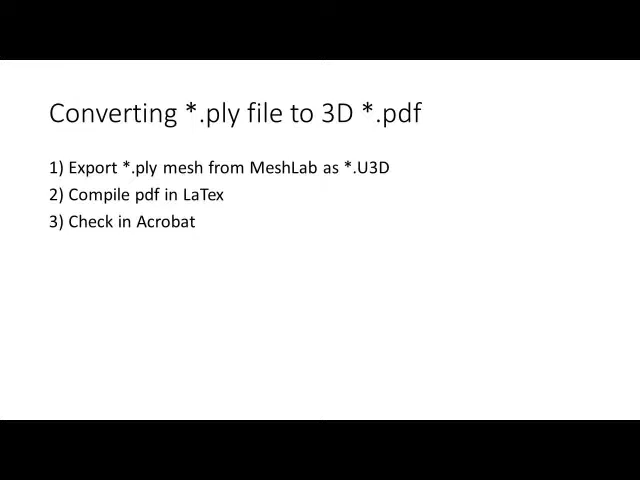 Converting *.ply file to 3D *.pdf
1) Export *.ply mesh from MeshLab as *.U3D
2) Compile pdf in LaTex
3) Check in Acrobat